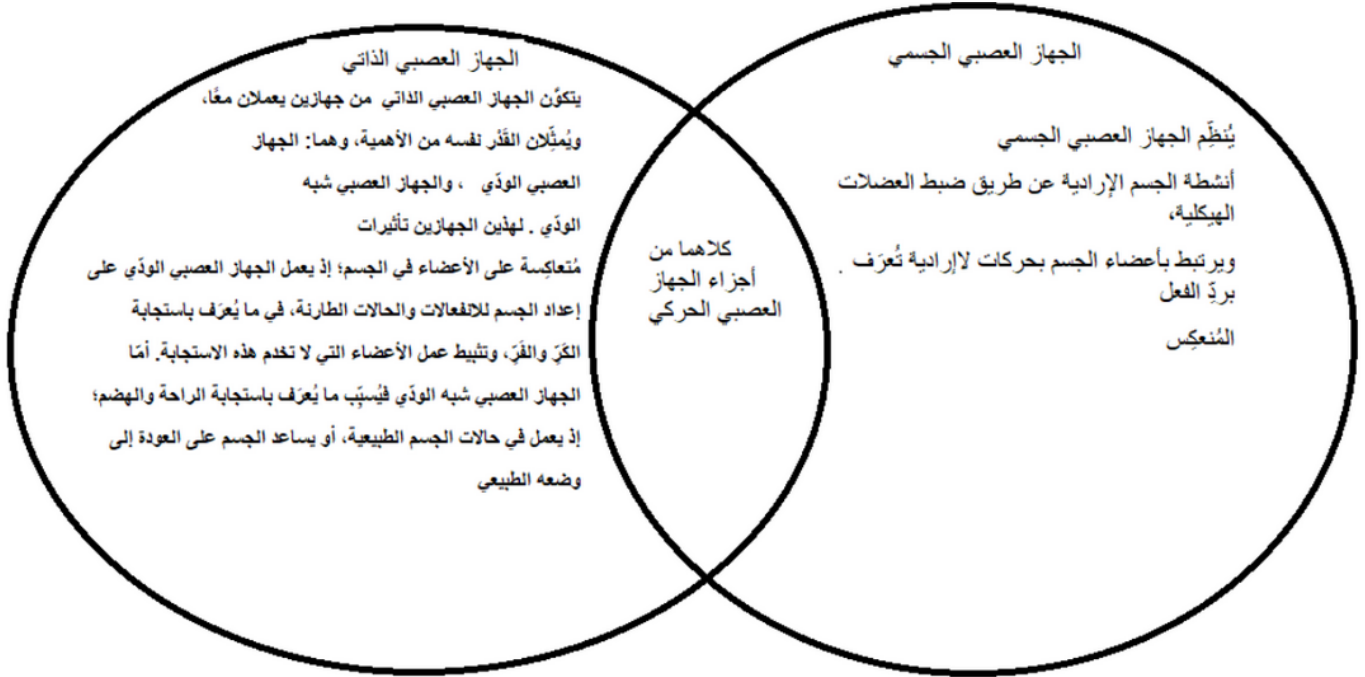 الجهاز العصبي الجسمي
يُنظِّم الجهاز العصبي الجسمي
أنشطة الجسم الإرادية عن طريق ضبط العضلات
الهيكلية،
ويرتبط بأعضاء الجسم بحركات لاإرادية تُعرَف .
بردِّ الفعل
المُنعكِس
كلاهما من
أجزاء الجهاز
العصبي الحركي
الجهاز العصبي الذاتي
يتكوَّن الجهاز العصبي الذاتي من جهازين يعملان معًا،
ويُمثِّلان القَدْر نفسه من الأهمية، وهما: الجهاز
العصبي الودّي ، والجهاز العصبي شبه
الودّي . لهذين الجهازين تأثيرات
مُتعاكِسة على الأعضاء في الجسم؛ إذ يعمل الجهاز العصبي الودّي على
إعداد الجسم للانفعالات والحالات الطارئة، في ما يُعرَف باستجابة
الكَرّ والفَرّ، وتثبيط عمل الأعضاء التي لا تخدم هذه الاستجابة. أمّا
الجهاز العصبي شبه الودّي فيُسبِّب ما يُعرَف باستجابة الراحة والهضم؛
إذ يعمل في حالات الجسم الطبيعية، أو يساعد الجسم على العودة إلى
وضعه الطبيعي